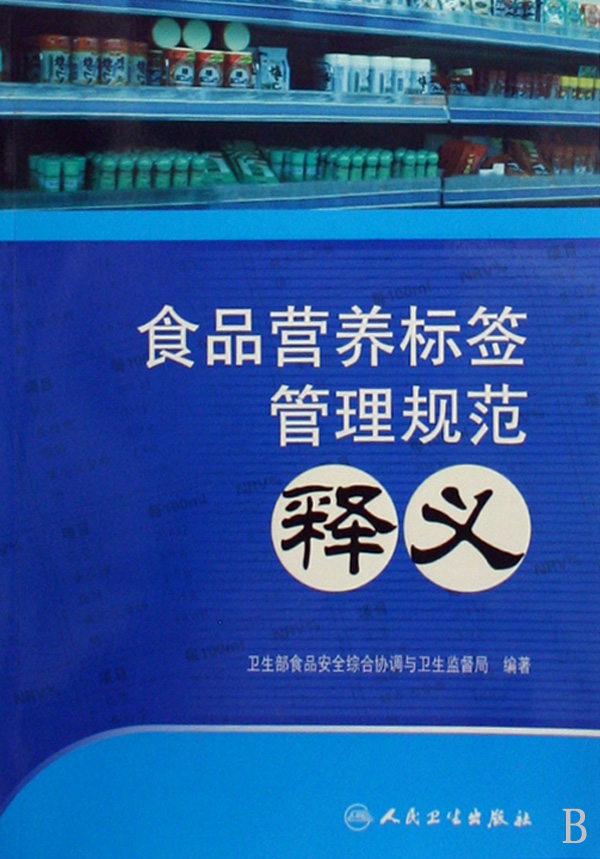 食品营养标签
管理规范
释义
卫生部食品安全综合协调与卫生监督局 编著
人民卫生出版社
B